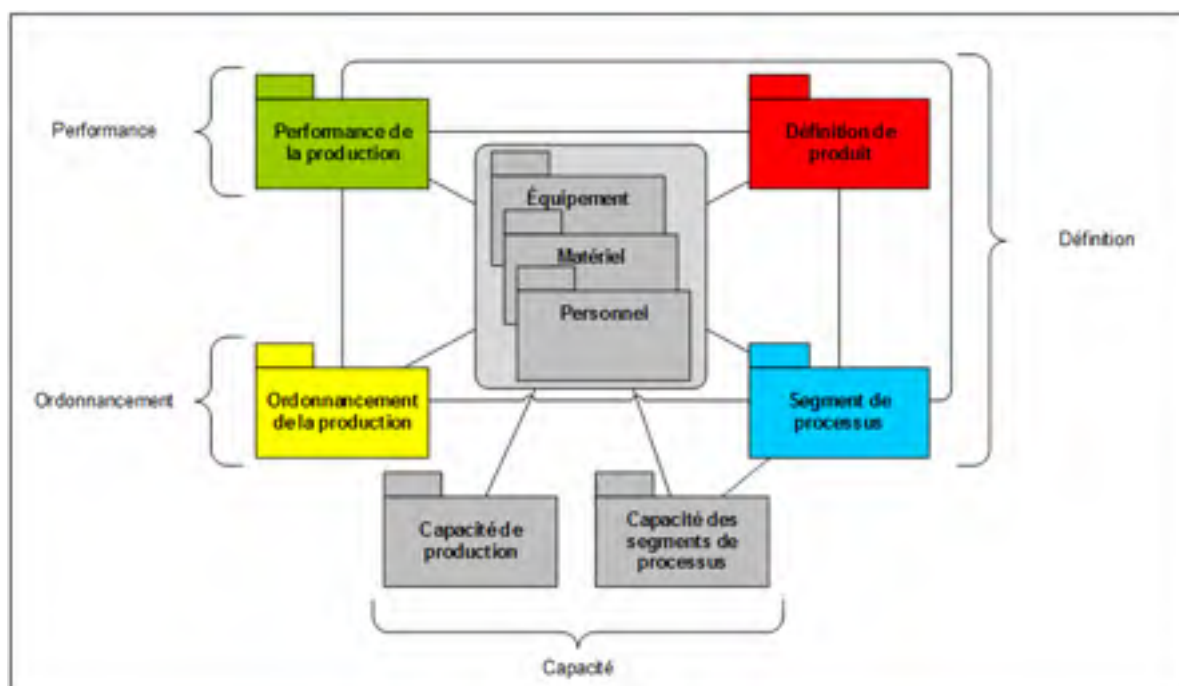 Performance
Performance de
la production
Définition de
produit
Équipement
Matériel
Personnel
Définition
Ordonnancement
Ordonnancement
de la production
Segment de
processus
Capacité de
production
Capacité des
segments de
processus
Capacité